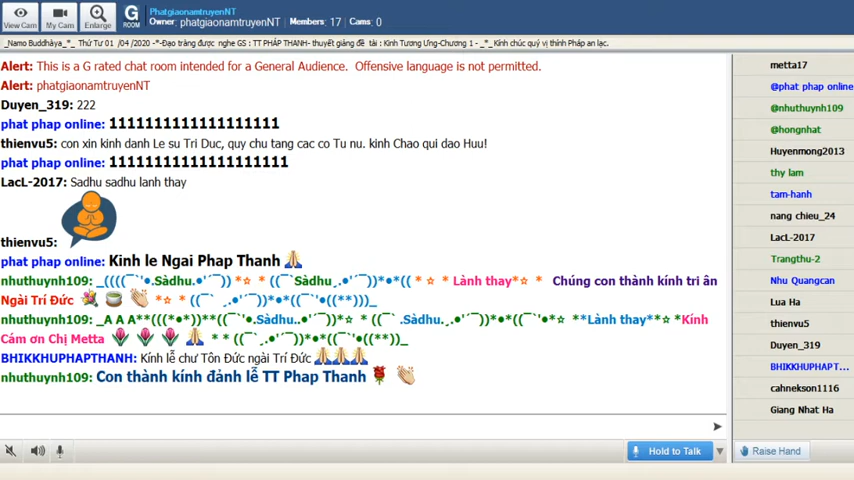 View Cam
My Cam
Enlarge
G
ROOM
PhatgiaonamtruyenNT
Owner: phatgiaonamtruyenNT Members: 17 Cams: 0
_Namo Buddhàya_*_ Thứ Tư 01 /04 /2020 -*-Đạo tràng được nghe GS : TT PHÁP THANH- thuyết giảng đề tài : Kinh Tương Ưng-Chương 1 - _*_ Kính chúc quý vị thính Pháp an lạc.
Alert: This is a G rated chat room intended for a General Audience. Offensive language is not permitted.
Alert: phatgiaonamtruyenNT
Duyen_319: 222
phat phap online: 1111111111111111111
thienvu5: con xin kinh danh Le su Tri Duc, quy chu tang cac co Tu nu. kinh Chao qui dao Huu!
phat phap online: 11111111111111111111
LacL-2017: Sadhu sadhu lanh thay
thienvu5:
phat phap online: Kinh le Ngai Phap Thanh
nhuthuynh109: _((((¯`'•.Sàdhu.•'´¯)) *☆ * ((¯`Sàdhu¸.•'´¯))*•*(( * ☆ * Lành thay*☆ * Chúng con thành kính tri ân
Ngài Trí Đức *☆ * ((¯` ¸.•'´¯))*•*((¯`'•((**)))_
nhuthuynh109: _A A A**(((*•*))**((¯`'•.Sàdhu..•'´¯))*☆ * ((¯` .Sàdhu.¸.•'´¯))*•*((¯`'•*☆ **Lành thay**☆ *Kính
Cám ơn Chị Metta * * ((¯` ¸.•'´¯))*•*((¯`'•((**))_
BHIKKHUPHAPTHANH: Kính lễ chư Tôn Đức ngài Trí Đức
nhuthuynh109: Con thành kính đảnh lễ TT Phap Thanh
Hold to Talk
metta17
@phat phap online
@nhuthuynh109
@hongnhat
Huyenmong2013
thy lam
tam-hanh
nang chieu_24
LacL-2017
Trangthu-2
Nhu Quangcan
Lua Ha
thienvu5
Duyen_319
BHIKKHUPHAPT...
cahnekson1116
Giang Nhat Ha
Raise Hand